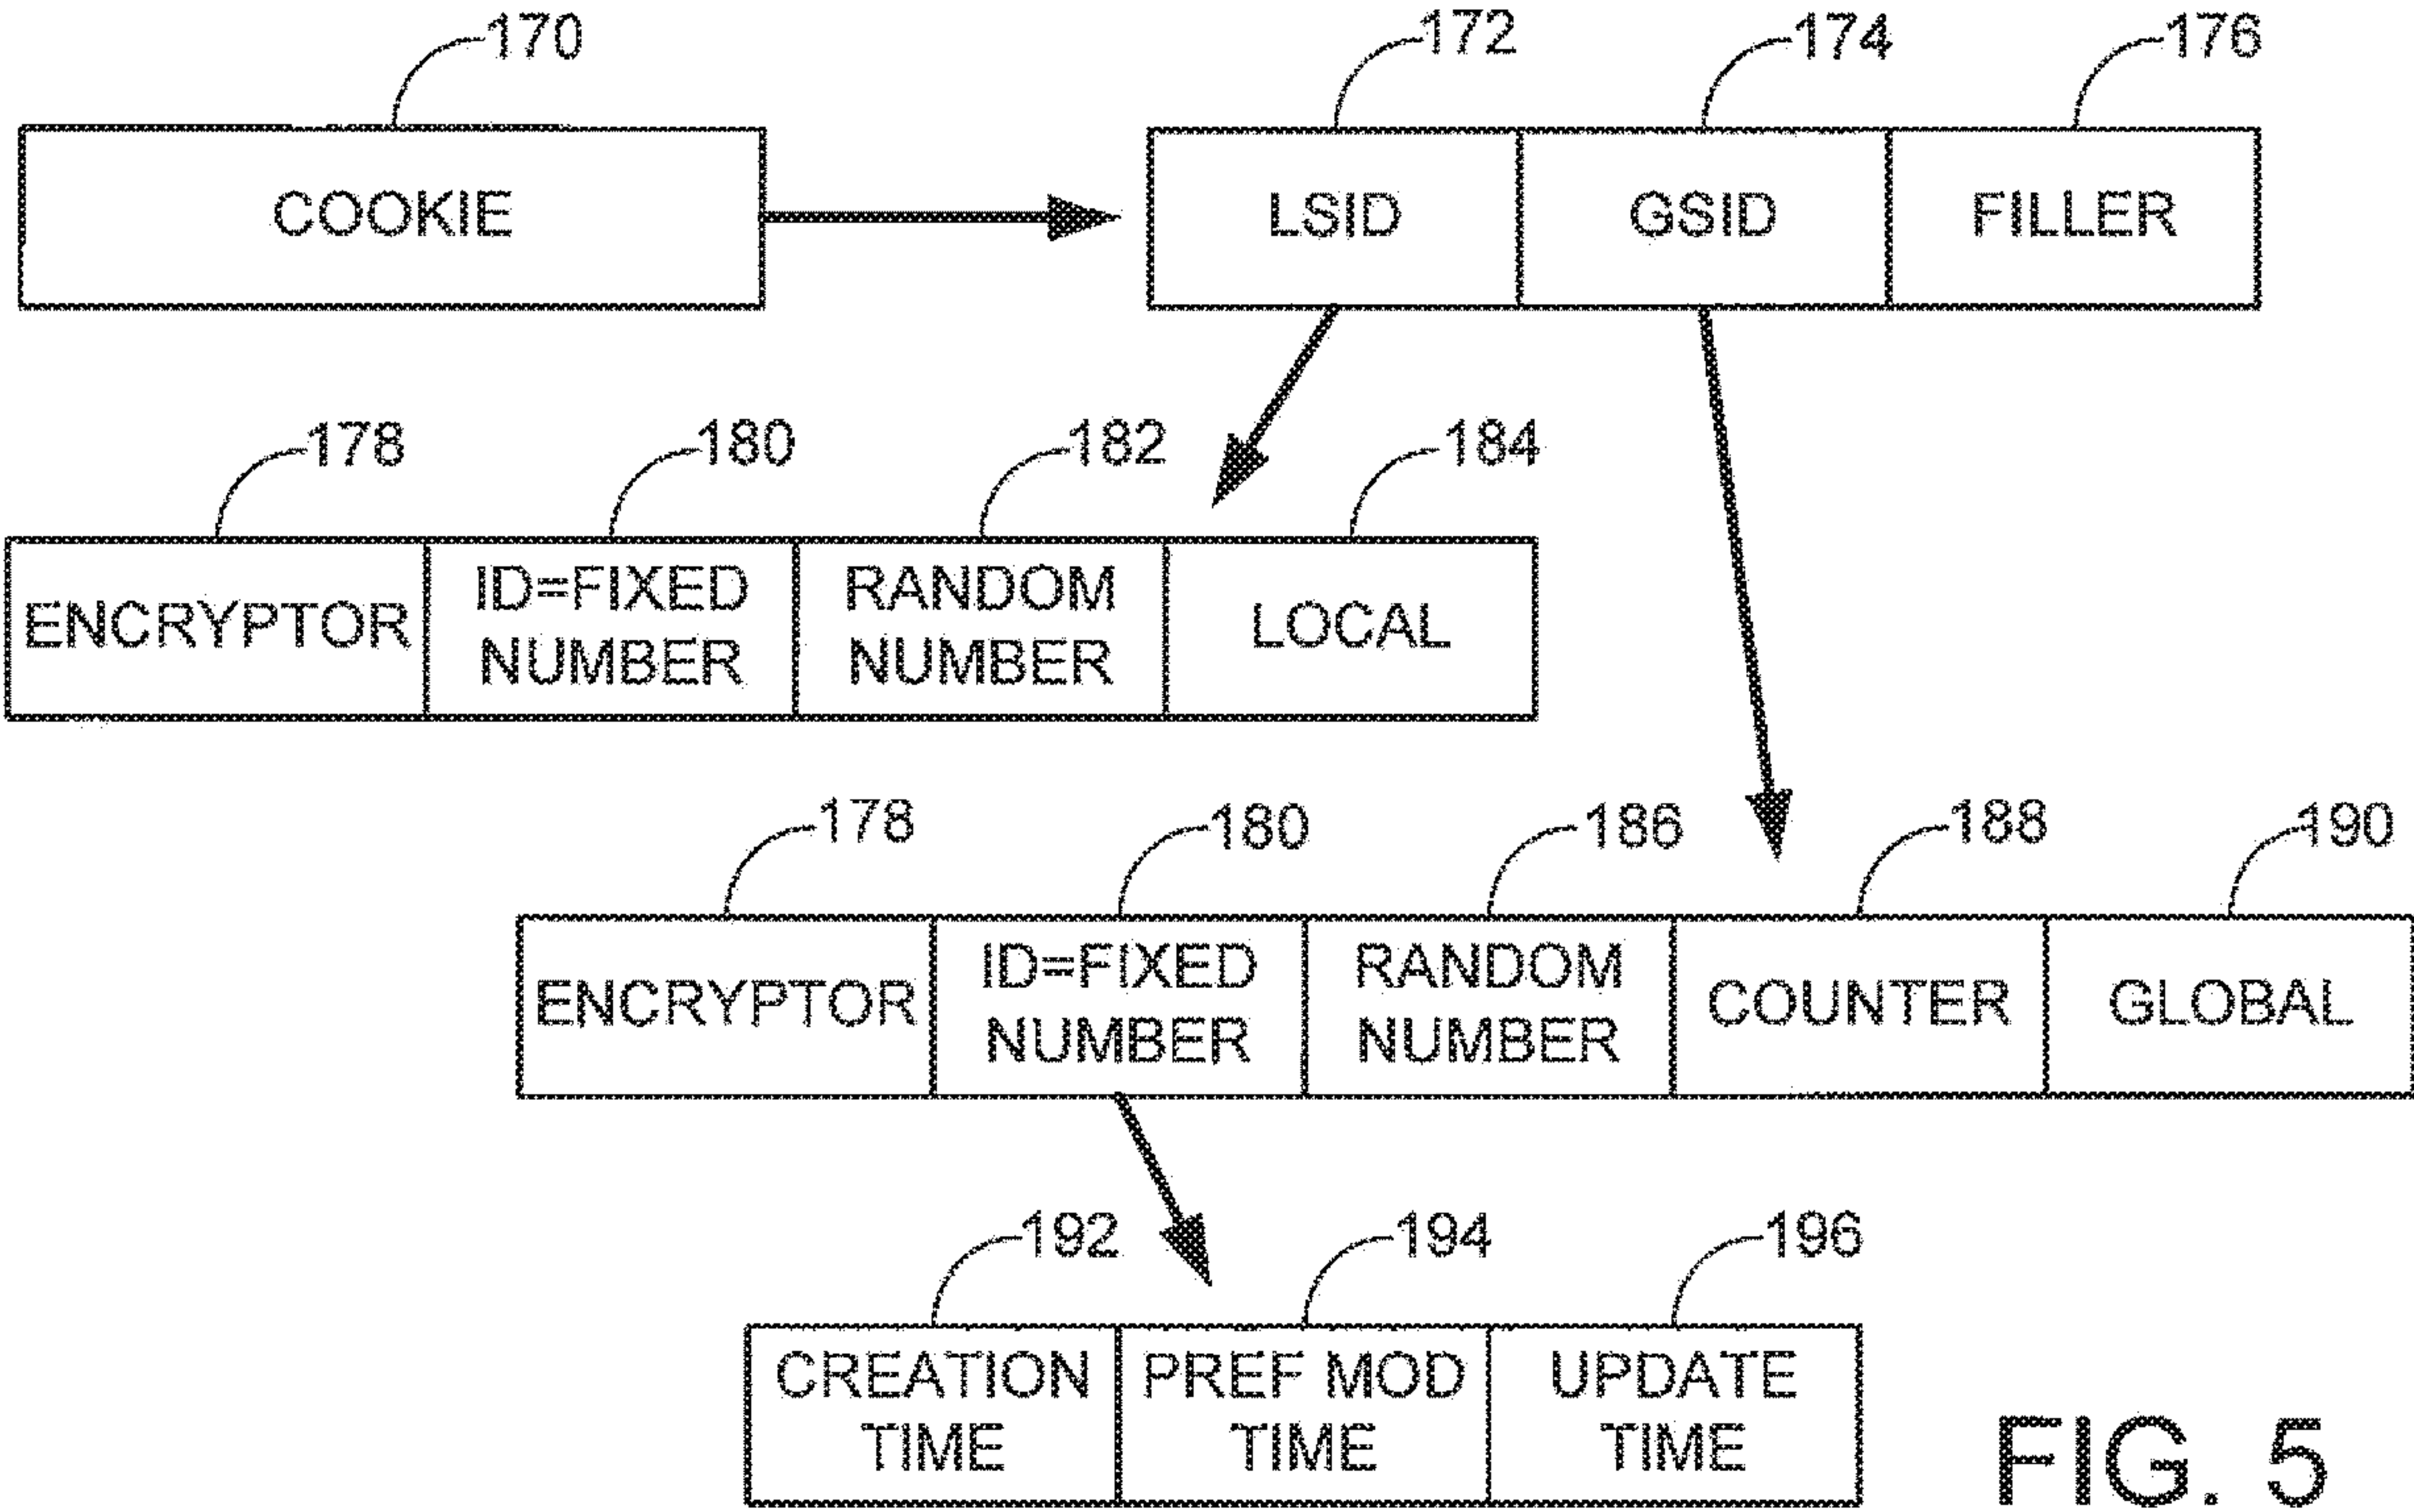 170
172
174
176
COOKIE
LSID
GSID
FILLER
178
180
182
184
ENCRYPTOR
ID=FIXED
NUMBER
RANDOM
NUMBER
LOCAL
178
180
186
188
190
ENCRYPTOR
ID=FIXED
NUMBER
RANDOM
NUMBER
COUNTER
GLOBAL
192
194
196
CREATION
TIME
PREF MOD
TIME
UPDATE
TIME
FIG. 5